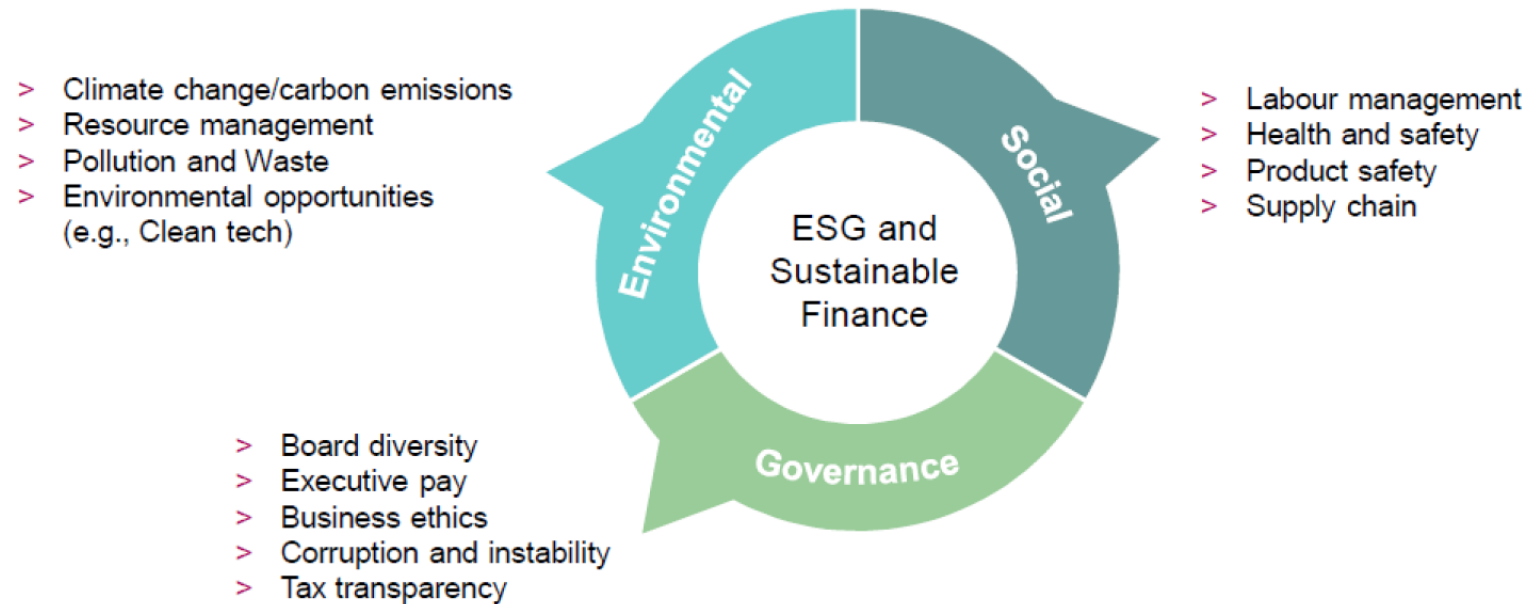 > Climate change/carbon emissions
> Resource management
> Pollution and Waste
> Environmental opportunities
(e.g., Clean tech)
Environmental
Social
ESG and
Sustainable
Finance
Governance
> Labour management
> Health and safety
> Product safety
> Supply chain
> Board diversity
> Executive pay
> Business ethics
> Corruption and instability
> Tax transparency